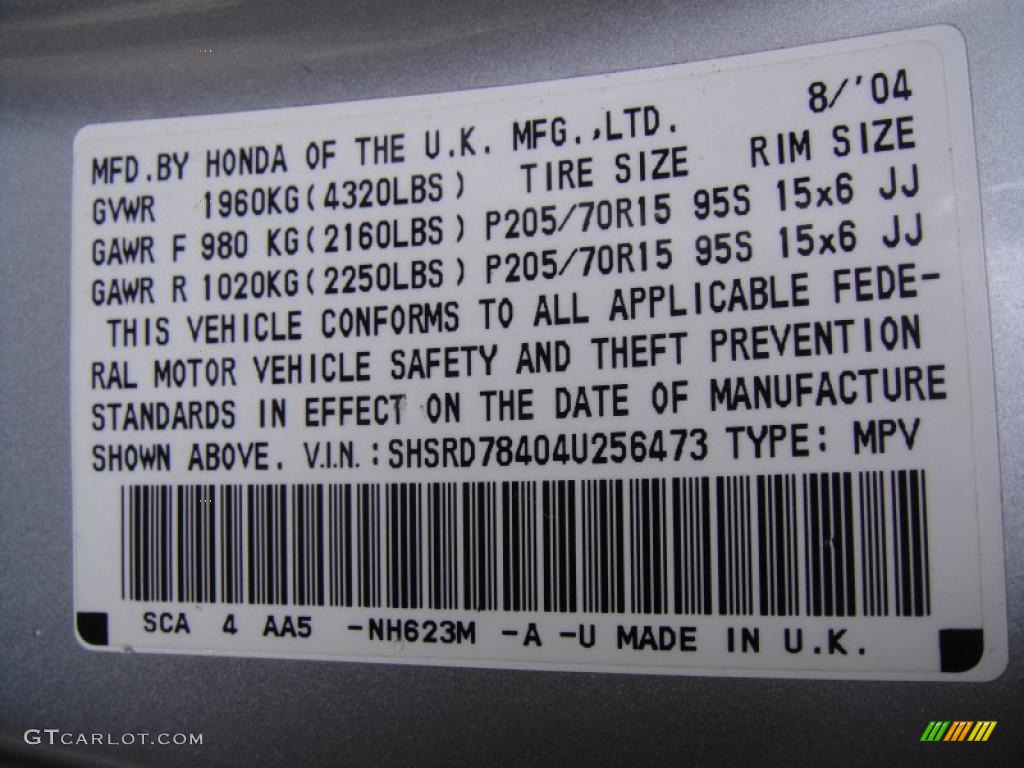 8/'04
MFD.BY HONDA OF THE U.K. MFG.,LTD.
GVWR 1960KG(4320LBS) TIRE SIZE RIM SIZE
GAWR F 980 KG(2160LBS) P205/70R15 95S 15x6 JJ
GAWR R 1020KG(2250LBS) P205/70R15 95S 15x6 JJ
THIS VEHICLE CONFORMS TO ALL APPLICABLE FEDE-
RAL MOTOR VEHICLE SAFETY AND THEFT PREVENTION
STANDARDS IN EFFECT ON THE DATE OF MANUFACTURE
SHOWN ABOVE. V.I.N.:SHSRD78404U256473 TYPE: MPV
SCA 4 AA5 -NH623M -A -U MADE IN U.K.
GTCARLOT.COM